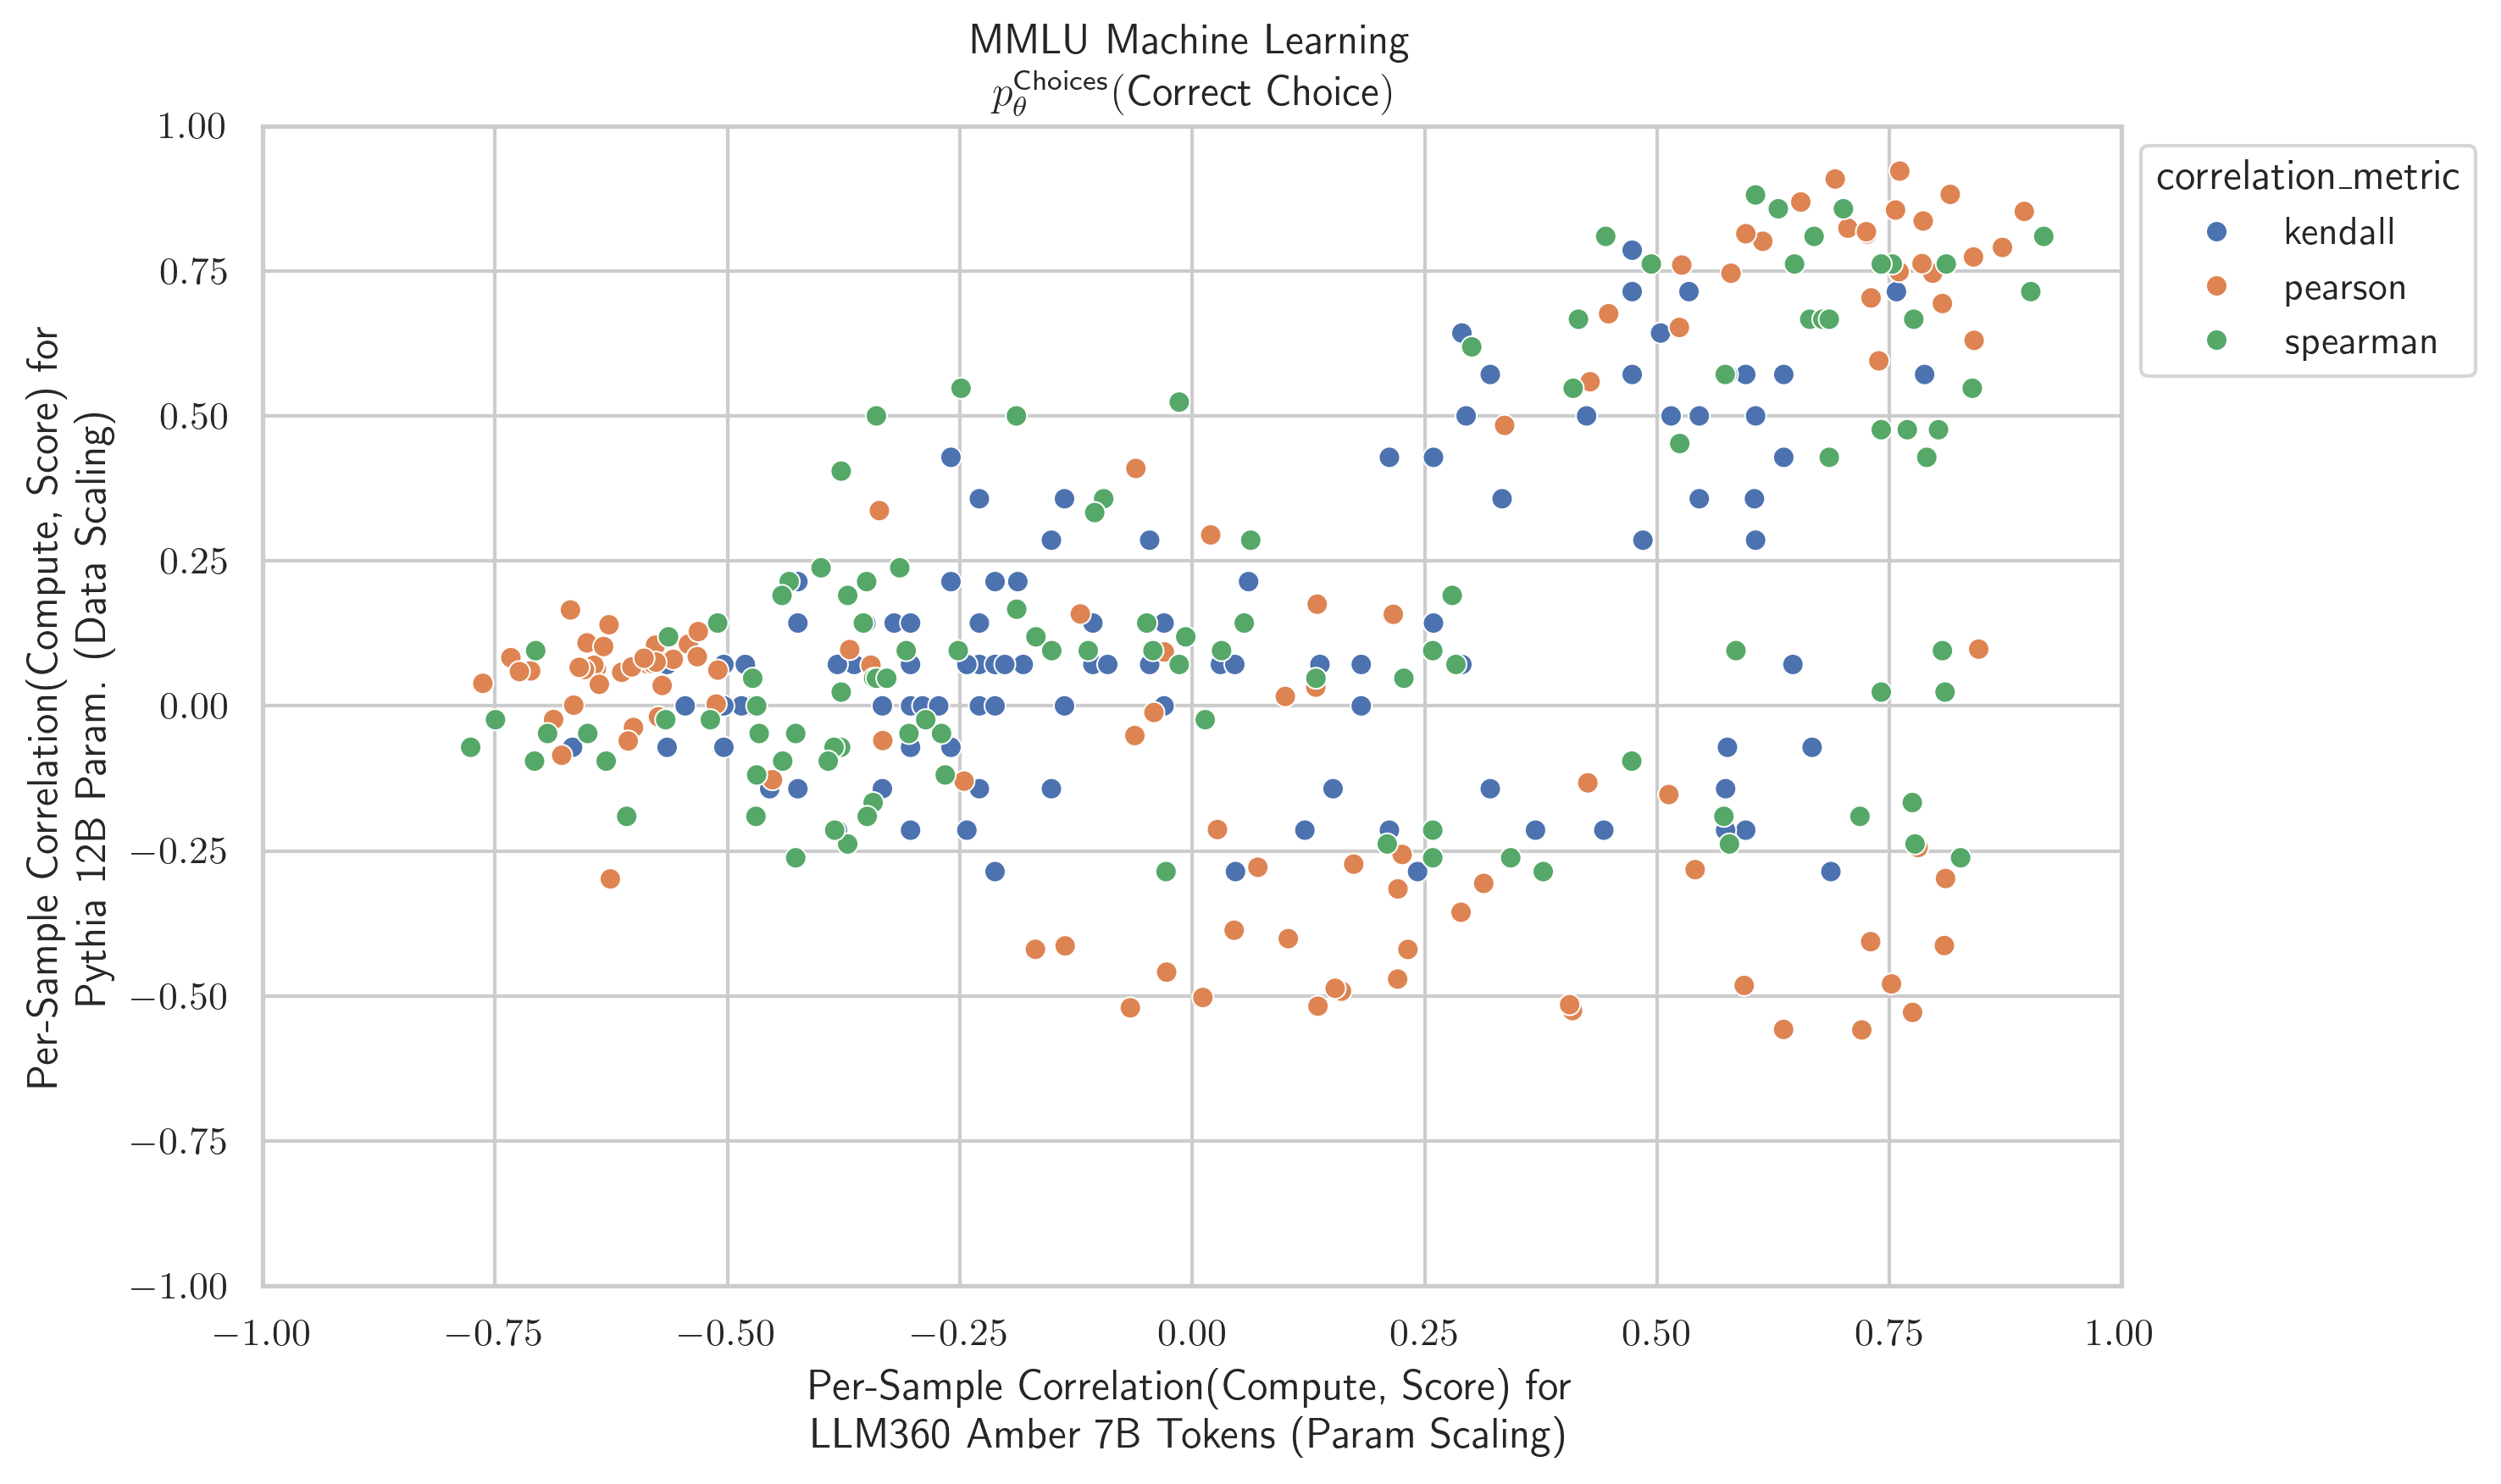 MMLU Machine Learning
p_θ^Choices(Correct Choice)
1.00
0.75
0.50
0.25
0.00
−0.25
−0.50
−0.75
−1.00
Per-Sample Correlation(Compute, Score) for
Pythia 12B Param. (Data Scaling)
correlation_metric
kendall
pearson
spearman
−1.00 −0.75 −0.50 −0.25 0.00 0.25 0.50 0.75 1.00
Per-Sample Correlation(Compute, Score) for
LLM360 Amber 7B Tokens (Param Scaling)